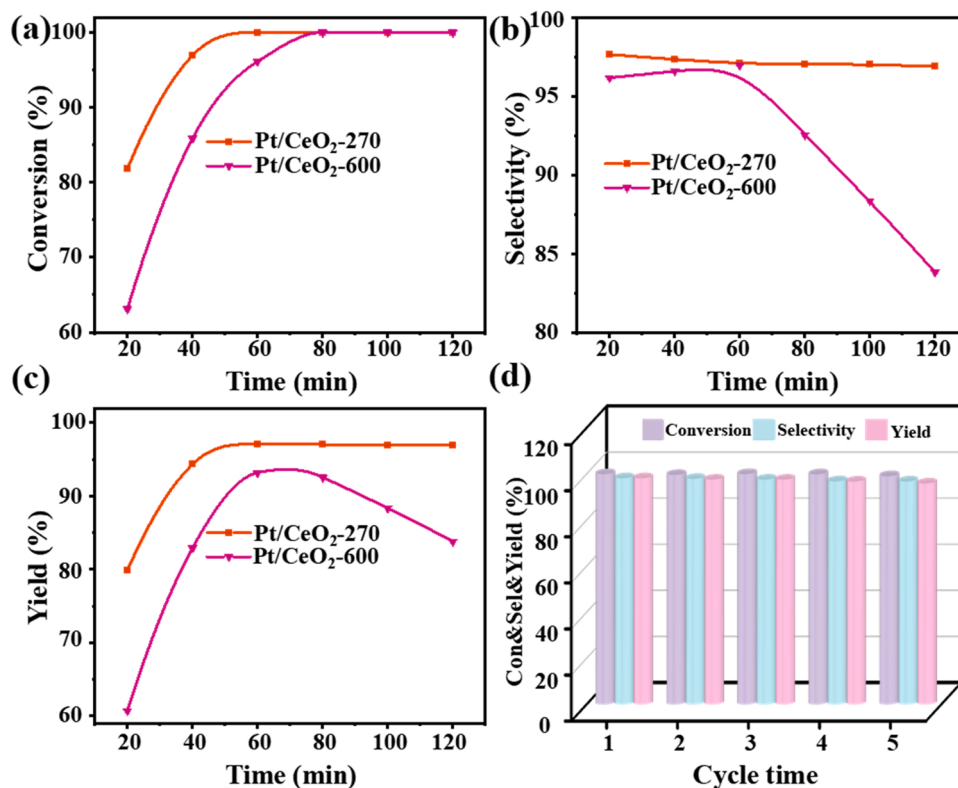 (a)
Conversion (%)
100
90
80
70
60
Pt/CeO₂-270
Pt/CeO₂-600
20 40 60 80 100 120
Time (min)
(b)
Selectivity (%)
100
95
90
85
80
Pt/CeO₂-270
Pt/CeO₂-600
20 40 60 80 100 120
Time (min)
(c)
Yield (%)
100
90
80
70
60
Pt/CeO₂-270
Pt/CeO₂-600
20 40 60 80 100 120
Time (min)
(d)
Con&Sel&Yield (%)
120
100
80
60
40
20
0
Conversion Selectivity Yield
1 2 3 4 5
Cycle time